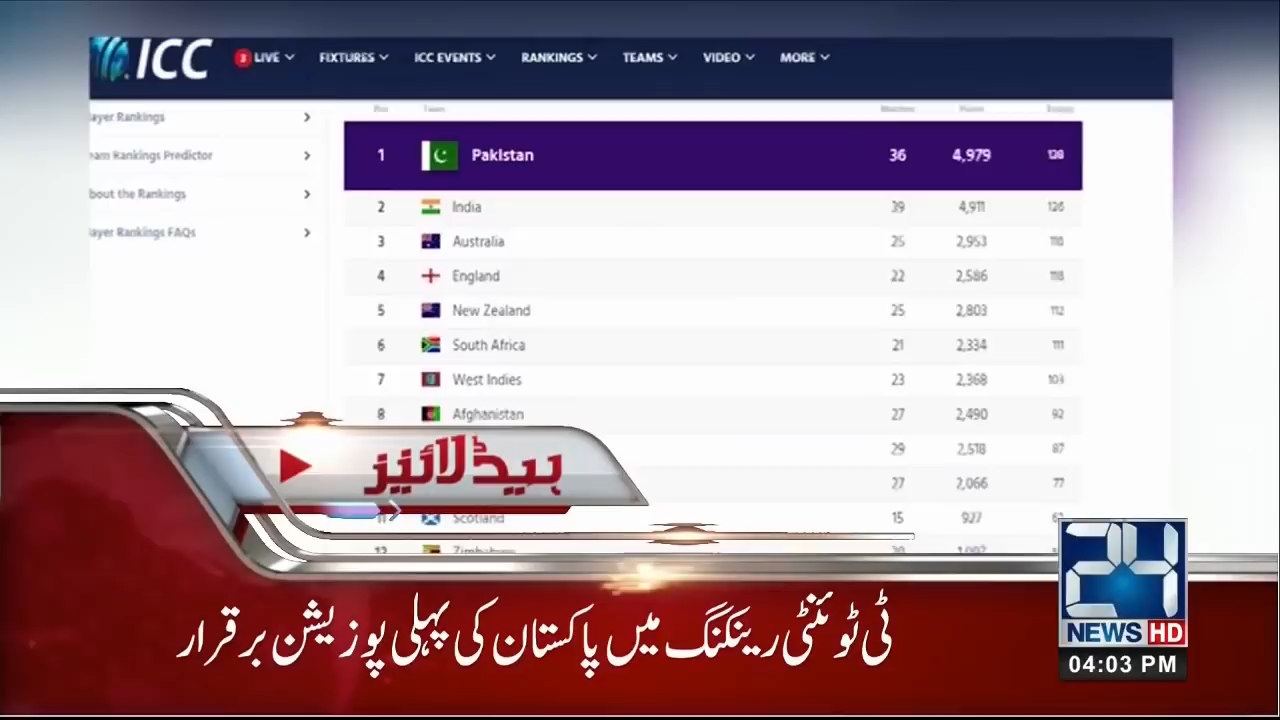 ICC
3 LIVE FIXTURES ICC EVENTS RANKINGS TEAMS VIDEO MORE
ayer Rankings
eam Rankings Predictor
bout the Rankings
ayer Rankings FAQs
1 Pakistan 36 4,979
2 India 39 4,911 126
3 Australia 25 2,953 118
4 England 22 2,586 118
5 New Zealand 25 2,803 112
6 South Africa 21 2,334 111
7 West Indies 23 2,368 103
8 Afghanistan 27 2,490 92
29 2,518 87
27 2,066 77
11 Scotland 15 927
12 Zimbabwe
ہیڈلائنز
ٹی ٹوئنٹی رینکنگ میں پاکستان کی پہلی پوزیشن برقرار
24
NEWS HD
04:03 PM